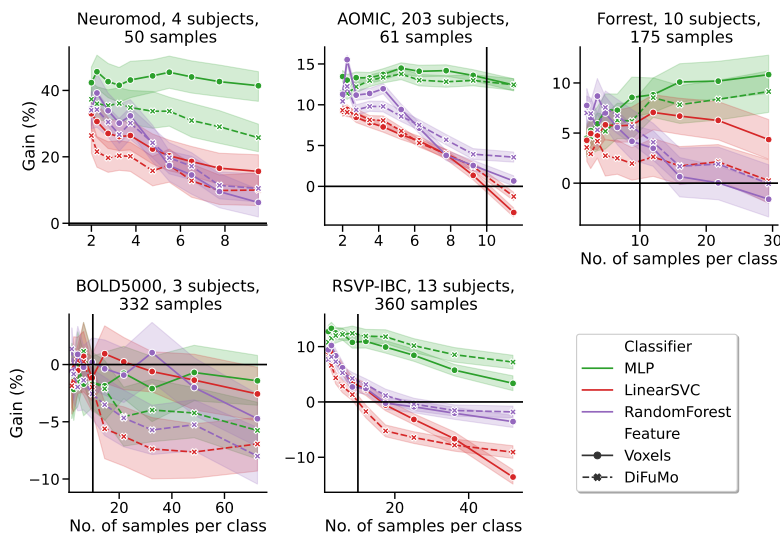 Neuromod, 4 subjects,
50 samples
AOMIC, 203 subjects,
61 samples
Forrest, 10 subjects,
175 samples
Gain (%)
40
20
0
2
4
6
8
15
10
5
0
2
4
6
8
10
10
5
0
10
20
30
No. of samples per class
BOLD5000, 3 subjects,
332 samples
RSVP-IBC, 13 subjects,
360 samples
Gain (%)
0
−5
−10
20
40
60
No. of samples per class
10
0
−10
20
40
No. of samples per class
Classifier
MLP
LinearSVC
RandomForest
Feature
Voxels
DiFuMo